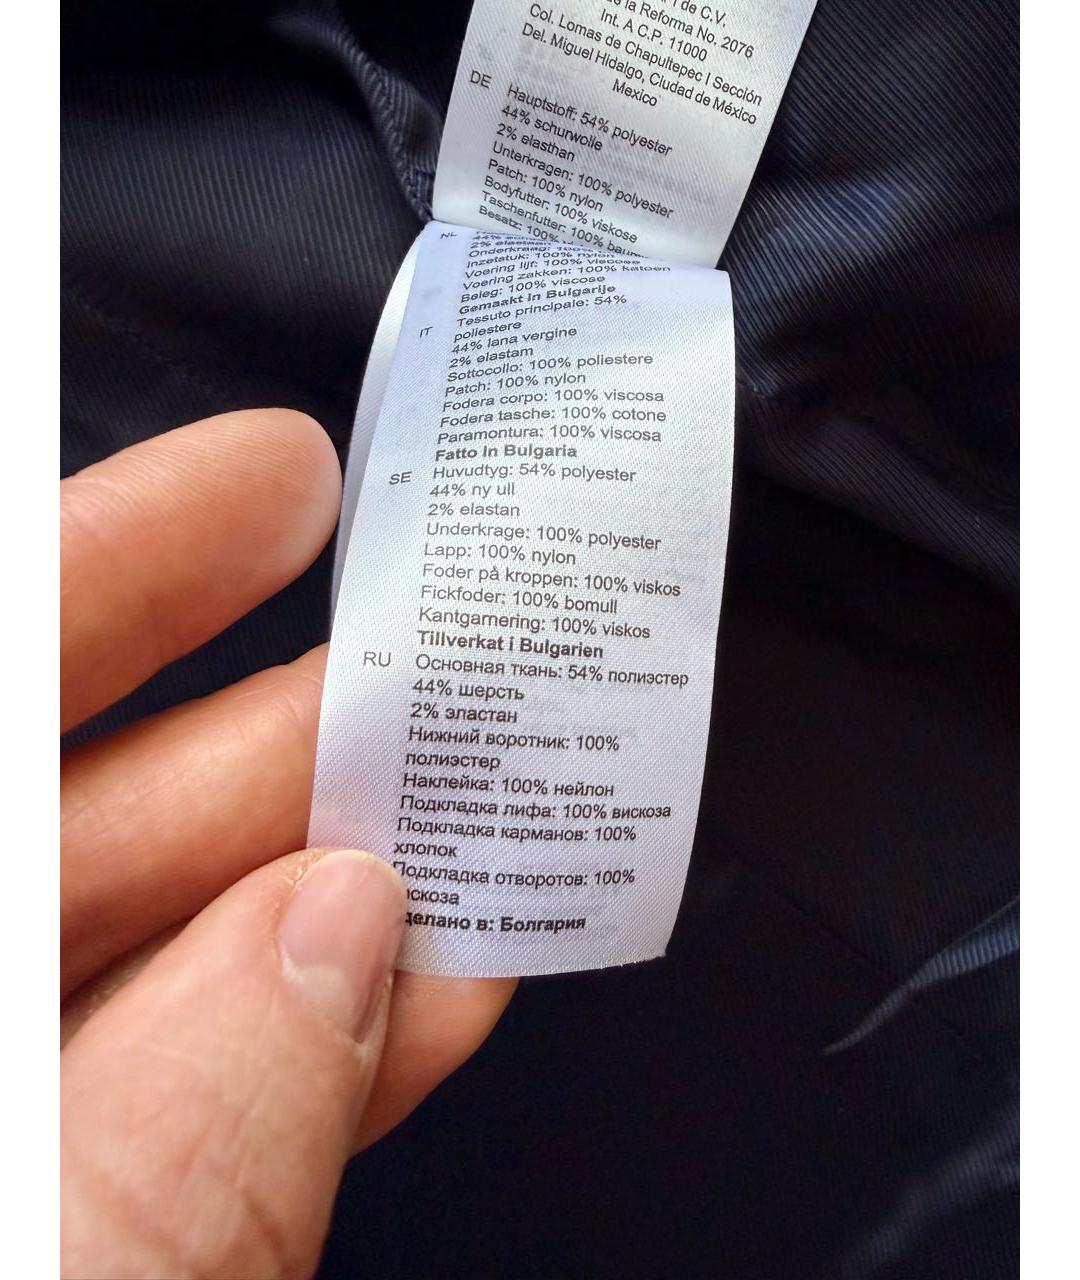 de C.V.
la Reforma No. 2076
Int. A C.P. 11000
Col. Lomas de Chapultepec I Sección
Del. Miguel Hidalgo, Ciudad de México
Mexico
DE Hauptstoff: 54% polyester
44% schurwolle
2% elasthan
Unterkragen: 100% polyester
Patch: 100% nylon
Bodyfutter: 100% viskose
Taschenfutter: 100%
Besatz: 100%
NL
44%
2% elastaan
Onderkraag: 100%
Inzetstuk: 100% nylon
Voering lijf: 100% viscose
Voering zakken: 100% katoen
Beleg: 100% viscose
Gemaakt in Bulgarije
IT Tessuto principale: 54%
poliestere
44% lana vergine
2% elastam
Sottocollo: 100% poliestere
Patch: 100% nylon
Fodera corpo: 100% viscosa
Fodera tasche: 100% cotone
Paramontura: 100% viscosa
Fatto in Bulgaria
SE Huvudtyg: 54% polyester
44% ny ull
2% elastan
Underkrage: 100% polyester
Lapp: 100% nylon
Foder på kroppen: 100% viskos
Fickfoder: 100% bomull
Kantgarnering: 100% viskos
Tillverkat i Bulgarien
RU Основная ткань: 54% полиэстер
44% шерсть
2% эластан
Нижний воротник: 100%
полиэстер
Наклейка: 100% нейлон
Подкладка лифа: 100% вискоза
Подкладка карманов: 100%
хлопок
Подкладка отворотов: 100%
искоза
делано в: Болгария